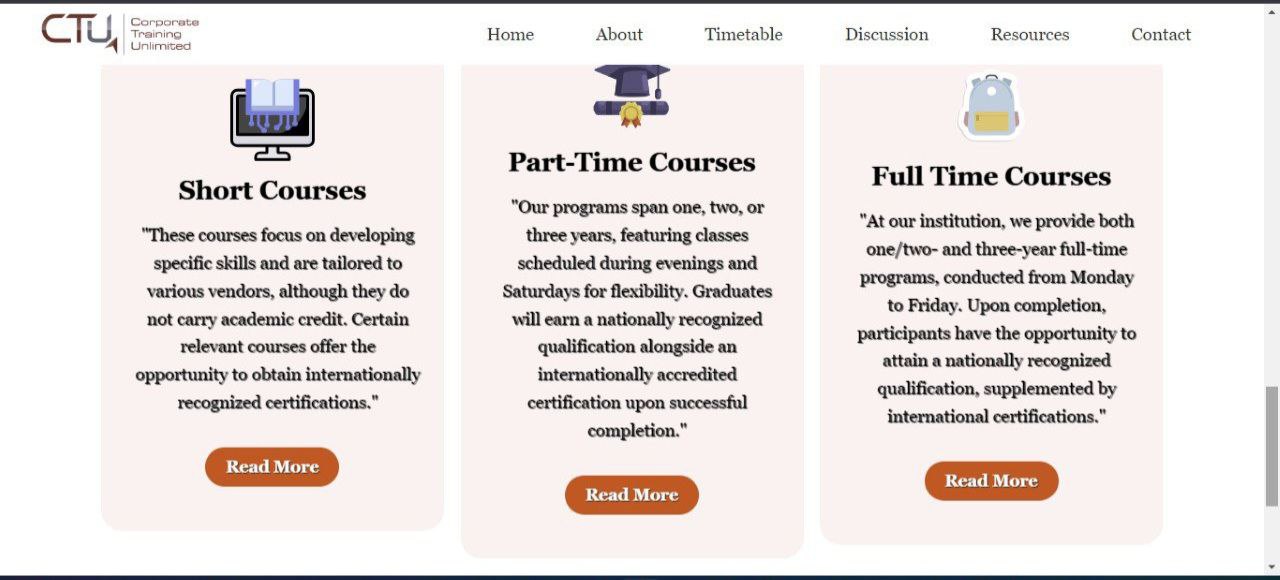 CTU
Corporate
Training
Unlimited
Home
About
Timetable
Discussion
Resources
Contact
Short Courses
"These courses focus on developing
specific skills and are tailored to
various vendors, although they do
not carry academic credit. Certain
relevant courses offer the
opportunity to obtain internationally
recognized certifications."
Read More
Part-Time Courses
"Our programs span one, two, or
three years, featuring classes
scheduled during evenings and
Saturdays for flexibility. Graduates
will earn a nationally recognized
qualification alongside an
internationally accredited
certification upon successful
completion."
Read More
Full Time Courses
"At our institution, we provide both
one/two- and three-year full-time
programs, conducted from Monday
to Friday. Upon completion,
participants have the opportunity to
attain a nationally recognized
qualification, supplemented by
international certifications."
Read More